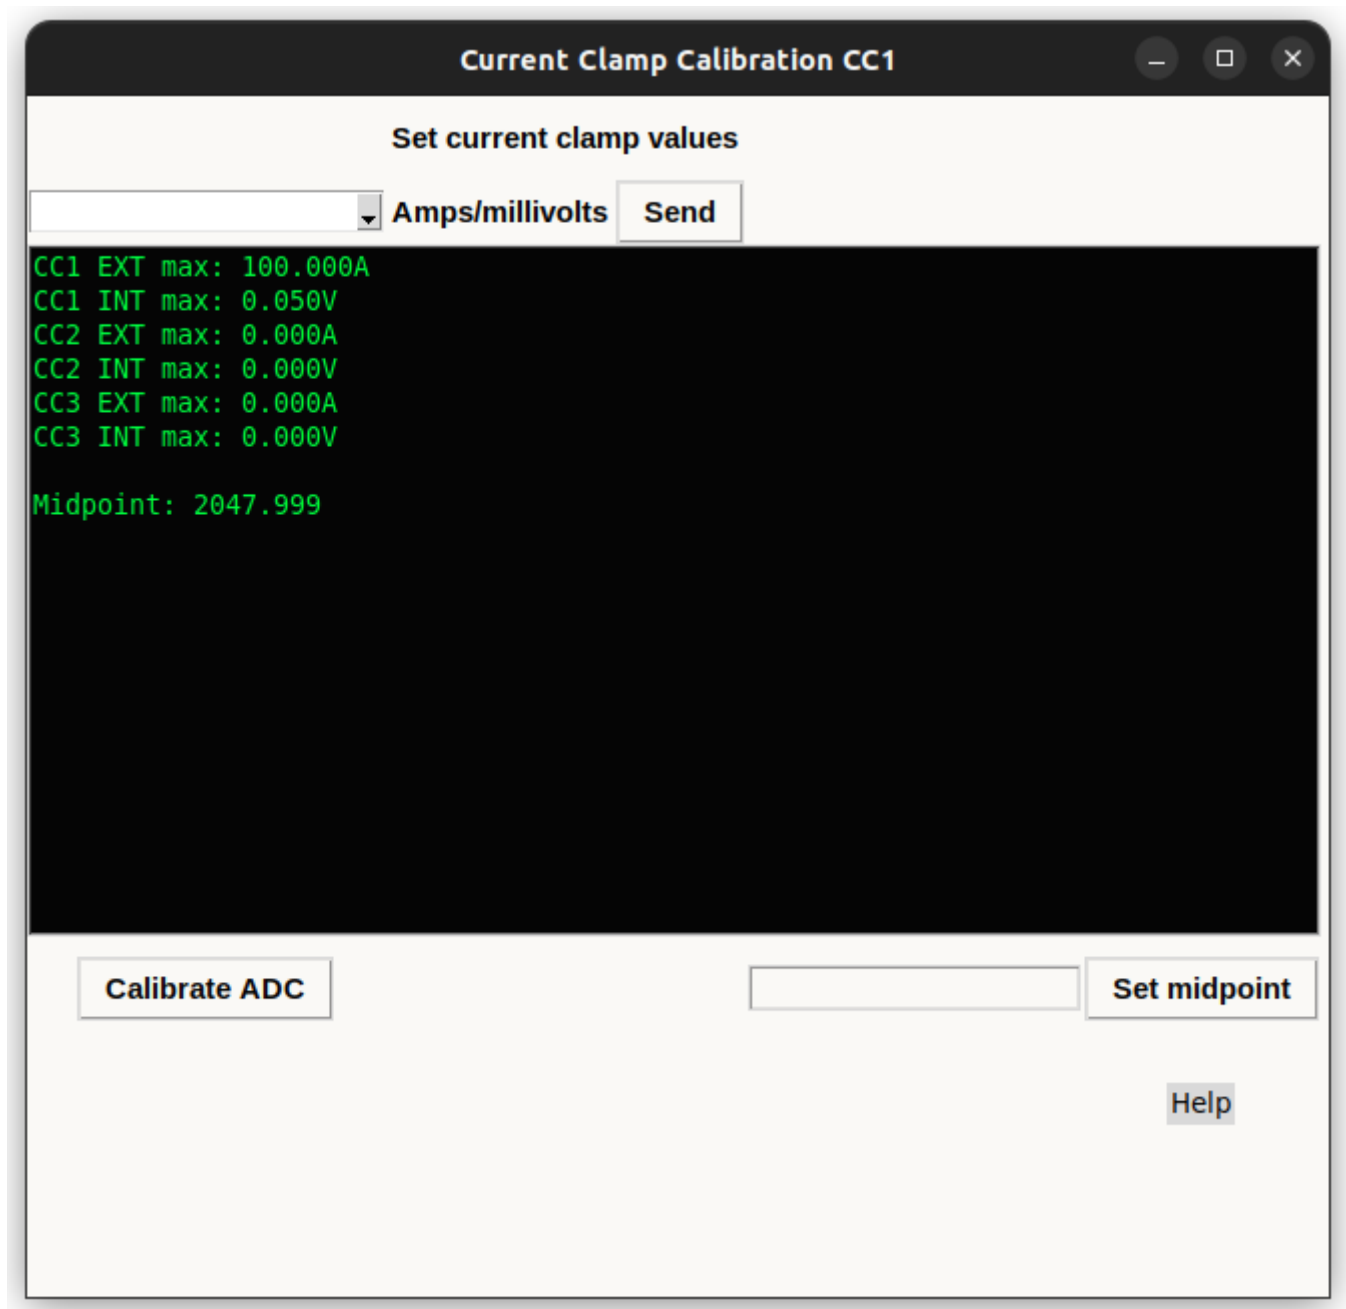 Current Clamp Calibration CC1
Set current clamp values
Amps/millivolts Send
CC1 EXT max: 100.000A
CC1 INT max: 0.050V
CC2 EXT max: 0.000A
CC2 INT max: 0.000V
CC3 EXT max: 0.000A
CC3 INT max: 0.000V
Midpoint: 2047.999
Calibrate ADC Set midpoint
Help